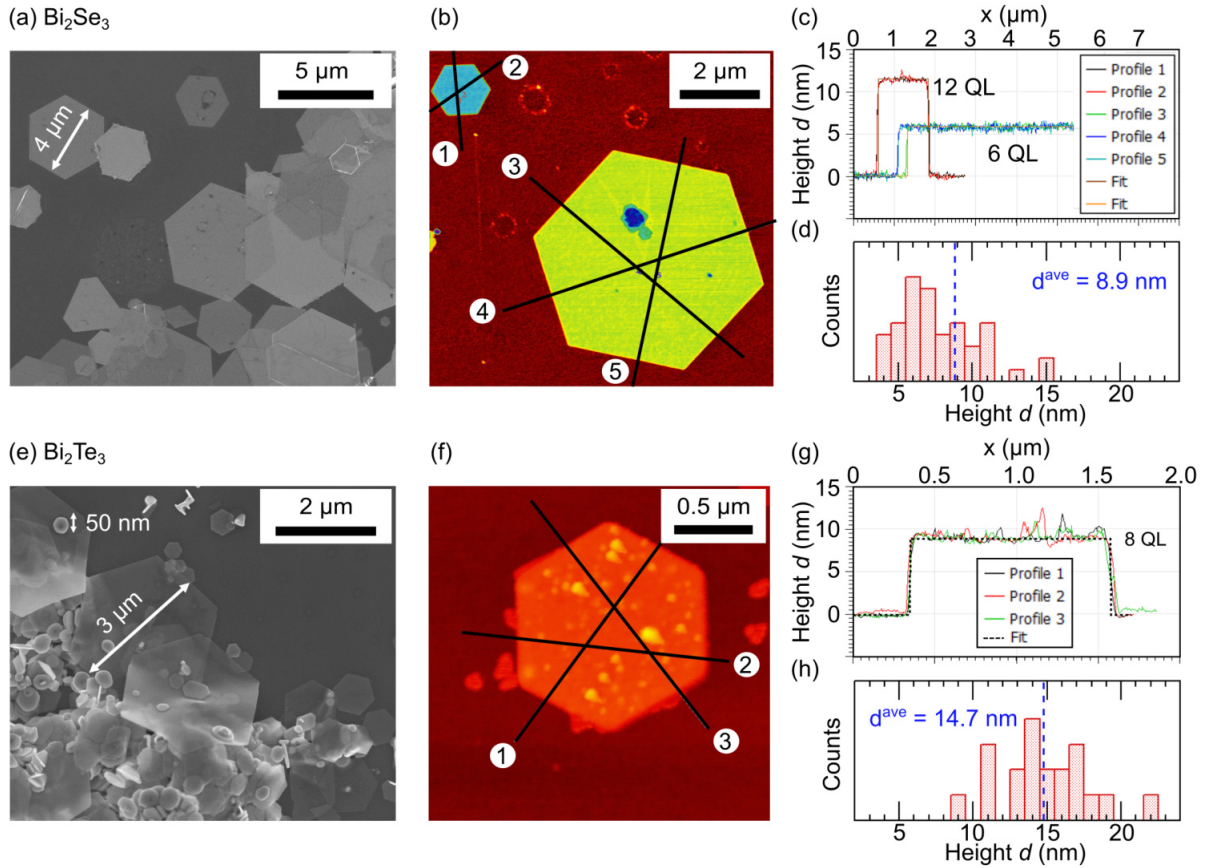 (a) Bi₂Se₃
5 µm
4 µm
(b)
2 µm
1
2
3
4
5
(c)
x (µm)
0 1 2 3 4 5 6 7
Height d (nm)
15
10
5
0
12 QL
6 QL
Profile 1
Profile 2
Profile 3
Profile 4
Profile 5
Fit
Fit
(d)
Counts
dᵃᵛᵉ = 8.9 nm
5 10 15 20
Height d (nm)
(e) Bi₂Te₃
2 µm
50 nm
3 µm
(f)
0.5 µm
1
2
3
(g)
x (µm)
0 0.5 1.0 1.5 2.0
Height d (nm)
15
10
5
0
8 QL
Profile 1
Profile 2
Profile 3
Fit
(h)
Counts
dᵃᵛᵉ = 14.7 nm
5 10 15 20
Height d (nm)